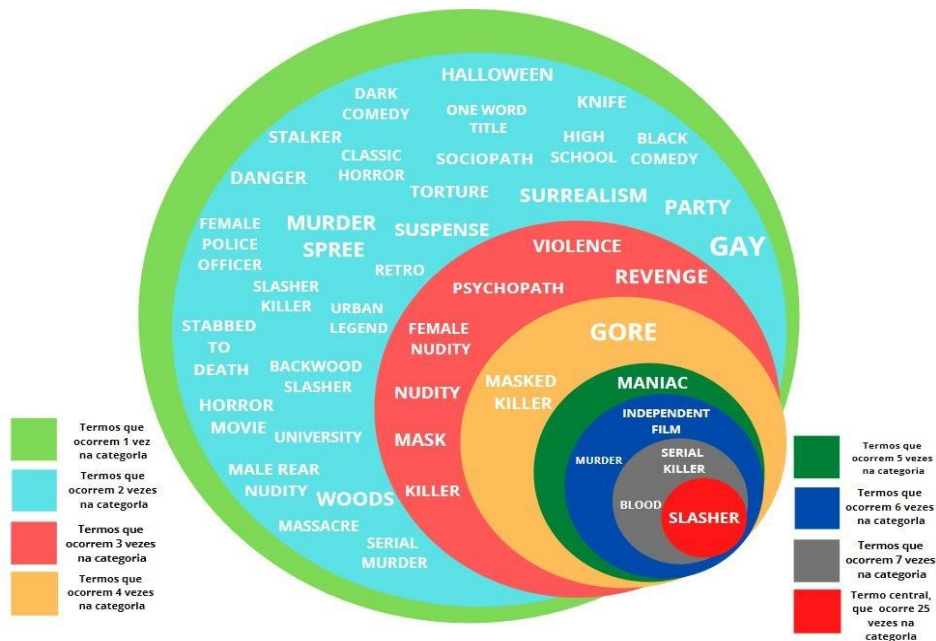 HALLOWEEN
DARK
COMEDY
ONE WORD
TITLE
KNIFE
STALKER
CLASSIC
HORROR
SOCIOPATH
HIGH
SCHOOL
BLACK
COMEDY
DANGER
TORTURE
SURREALISM
PARTY
FEMALE
POLICE
OFFICER
MURDER
SPREE
SUSPENSE
GAY
RETRO
SLASHER
KILLER
URBAN
LEGEND
STABBED
TO
DEATH
BACKWOOD
SLASHER
HORROR
MOVIE
UNIVERSITY
MALE REAR
NUDITY
WOODS
MASSACRE
SERIAL
MURDER
VIOLENCE
PSYCHOPATH
REVENGE
FEMALE
NUDITY
NUDITY
MASK
KILLER
GORE
MASKED
KILLER
MANIAC
INDEPENDENT
FILM
MURDER
SERIAL
KILLER
BLOOD
SLASHER
Termos que
ocorrem 1 vez
na categoria
Termos que
ocorrem 2 vezes
na categoria
Termos que
ocorrem 3 vezes
na categoria
Termos que
ocorrem 4 vezes
na categoria
Termos que
ocorrem 5 vezes
na categoria
Termos que
ocorrem 6 vezes
na categoria
Termos que
ocorrem 7 vezes
na categoria
Termo central,
que ocorre 25
vezes na
categoria